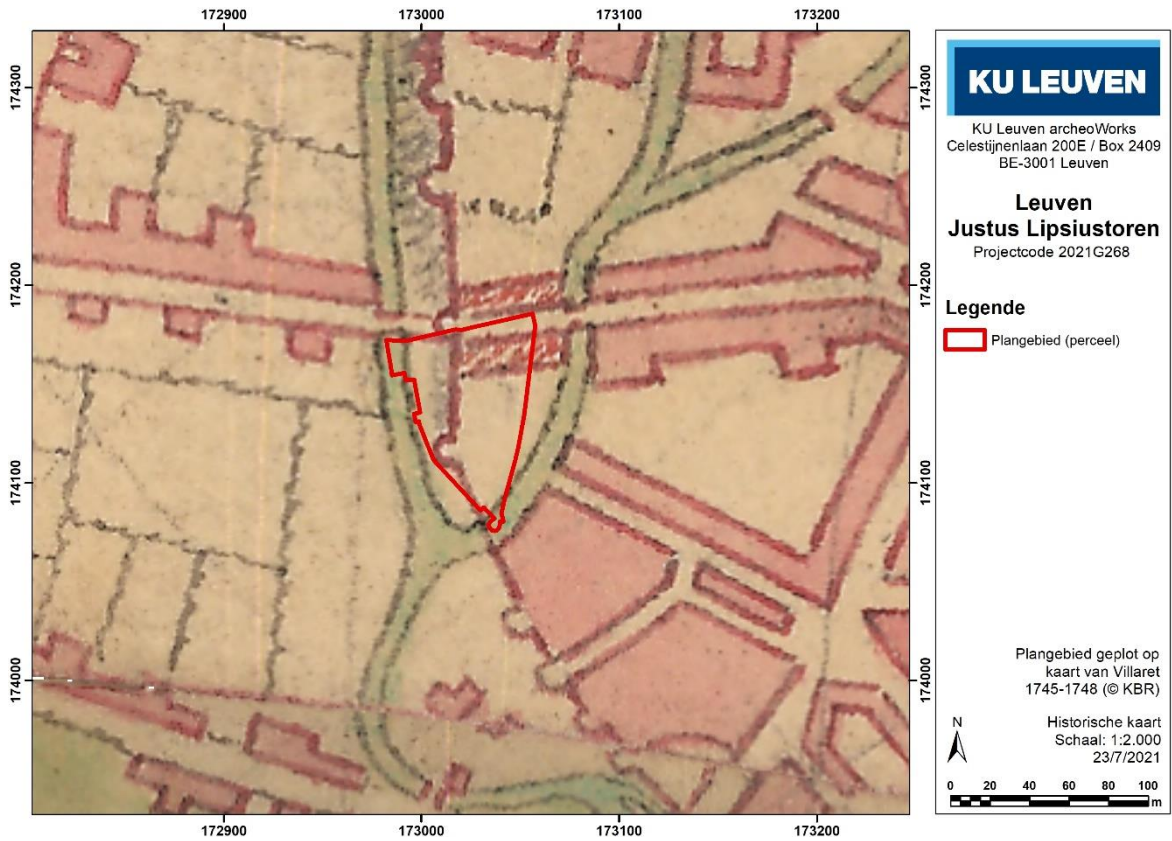 172900 173000 173100 173200
174300 174300
174200 174200
174100 174100
174000 174000
172900 173000 173100 173200
KU LEUVEN
KU Leuven archeoWorks
Celestijnenlaan 200E / Box 2409
BE-3001 Leuven
Leuven
Justus Lipsiustoren
Projectcode 2021G268
Legende
Plangebied (perceel)
Plangebied geplot op
kaart van Villaret
1745-1748 (© KBR)
N
Historische kaart
Schaal: 1:2.000
23/7/2021
0 20 40 60 80 100
m